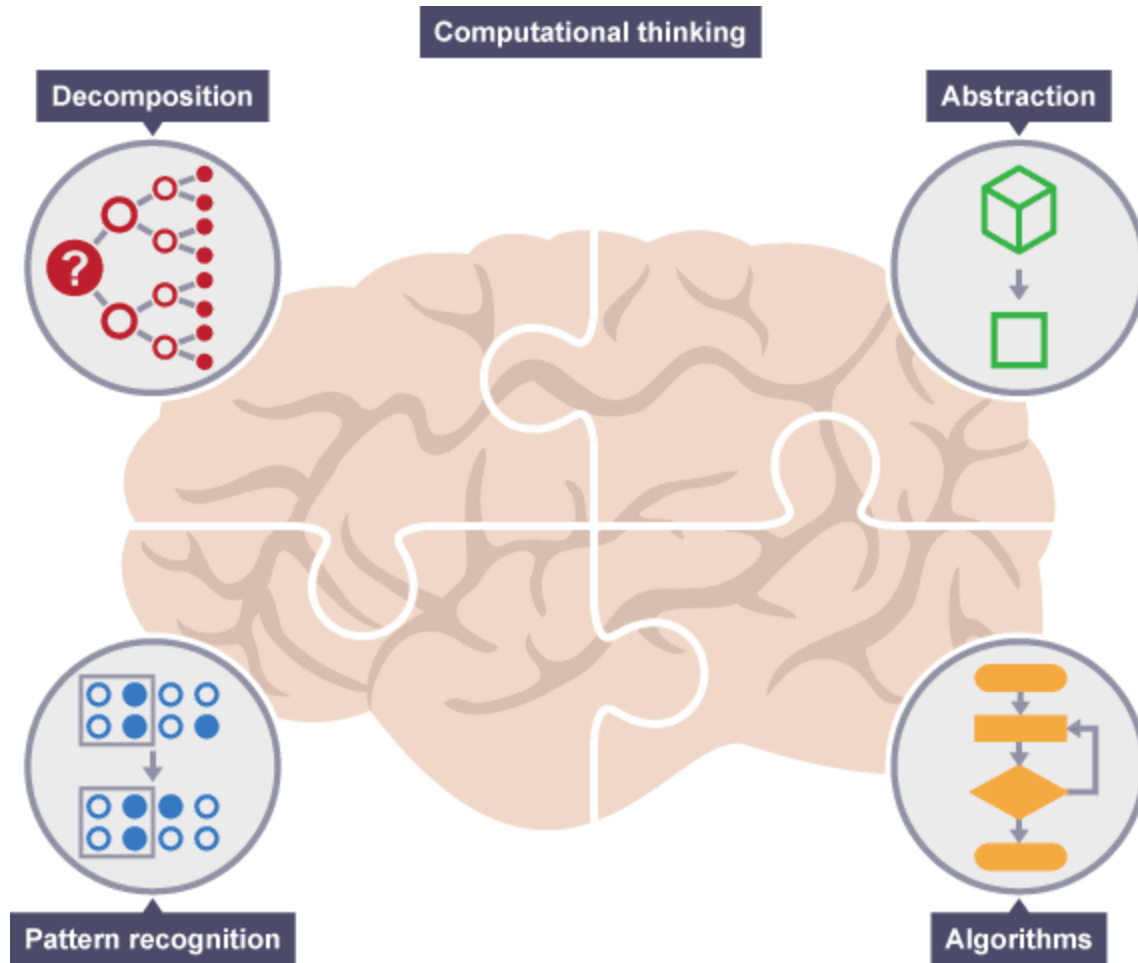 Computational thinking
Decomposition
Abstraction
?
Pattern recognition
Algorithms